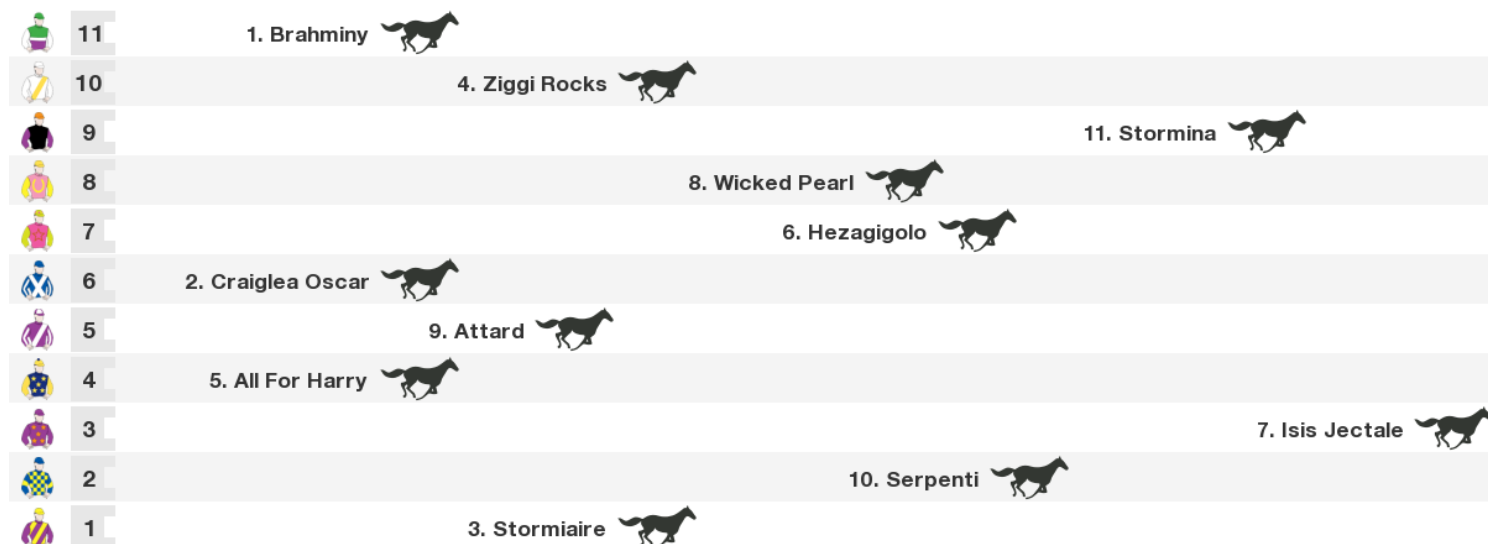 11 1. Brahminy
10 4. Ziggi Rocks
9 11. Stormina
8 8. Wicked Pearl
7 6. Hezagigolo
6 2. Craiglea Oscar
5 9. Attard
4 5. All For Harry
3 7. Isis Jectale
2 10. Serpenti
1 3. Stormiaire